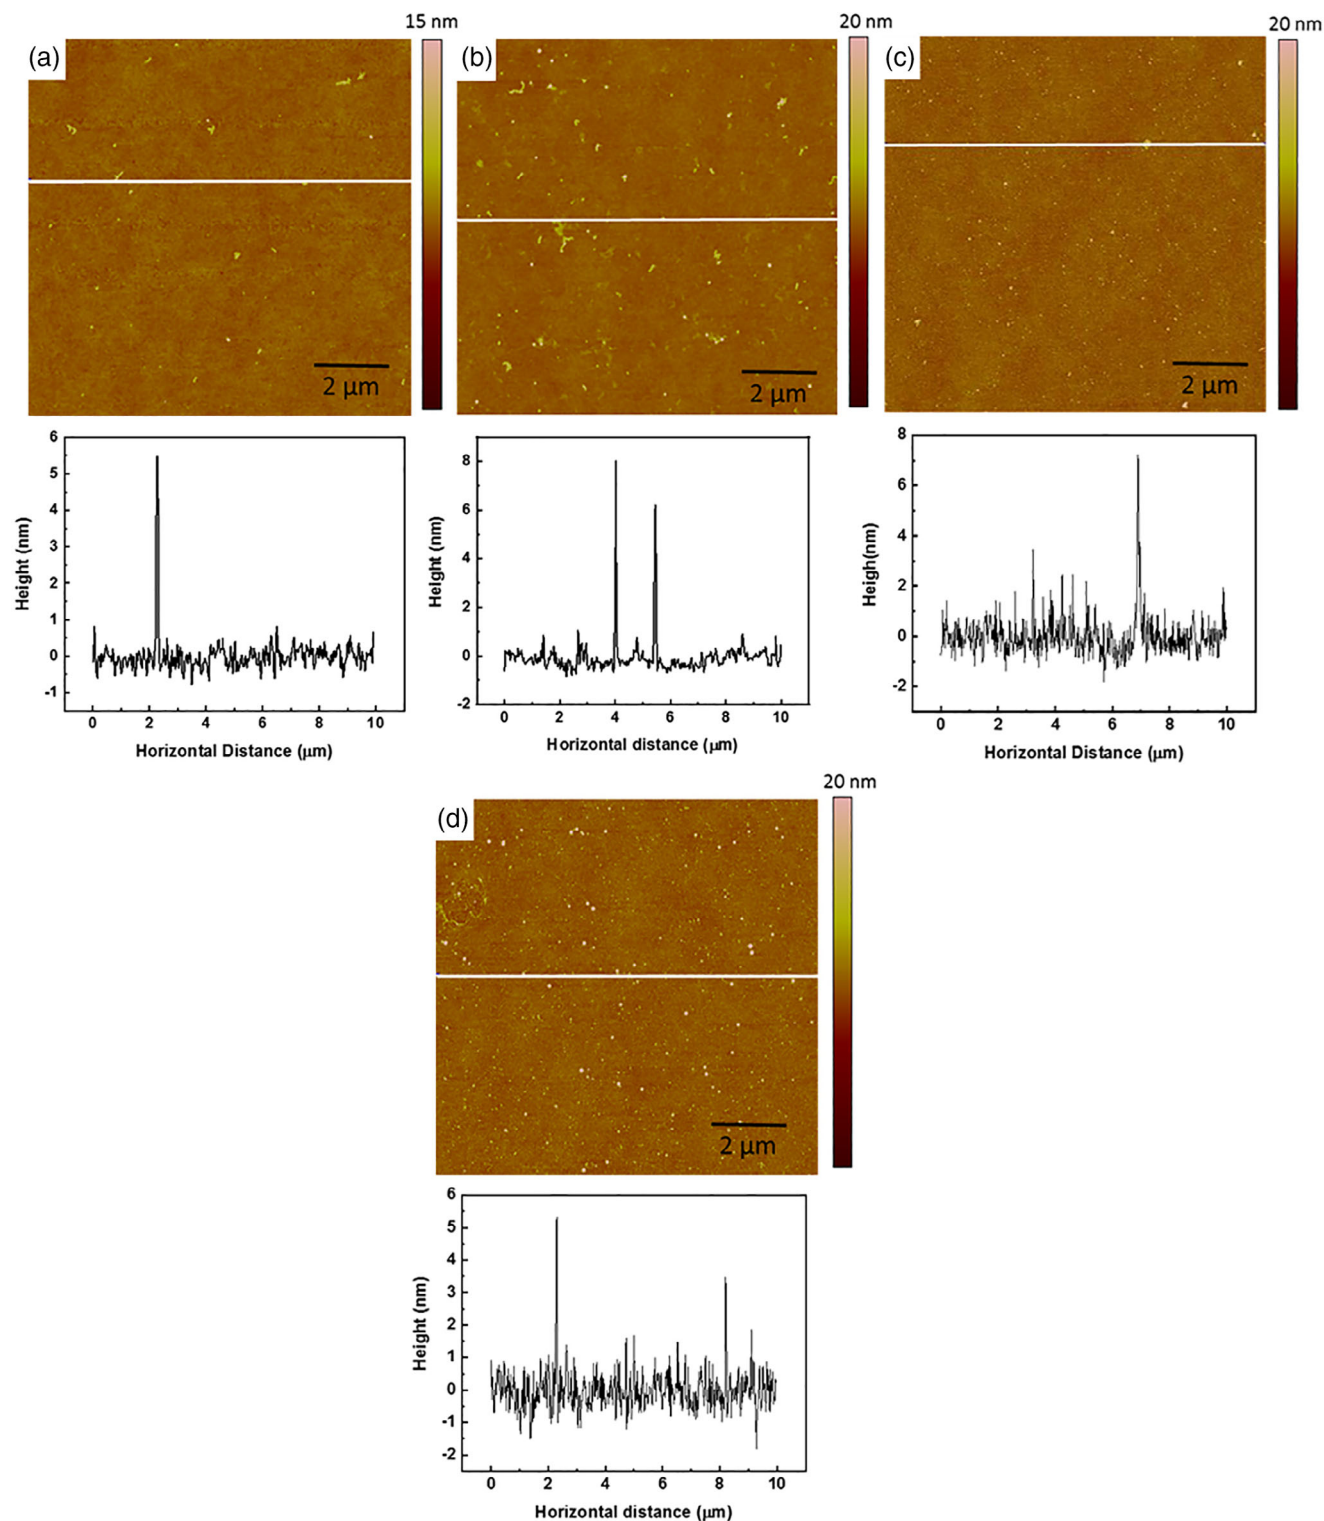 15 nm
20 nm
20 nm
(a)
(b)
(c)
2 μm
2 μm
2 μm
6
5
4
3
2
1
0
-1
Height (nm)
0 2 4 6 8 10
Horizontal Distance (μm)
8
6
4
2
0
-2
Height (nm)
0 2 4 6 8 10
Horizontal distance (μm)
8
6
4
2
0
-2
Heigh(nm)
0 2 4 6 8 10
Horizontal Distance (μm)
20 nm
(d)
2 μm
6
5
4
3
2
1
0
-1
-2
Height (nm)
0 2 4 6 8 10
Horizontal distance (μm)